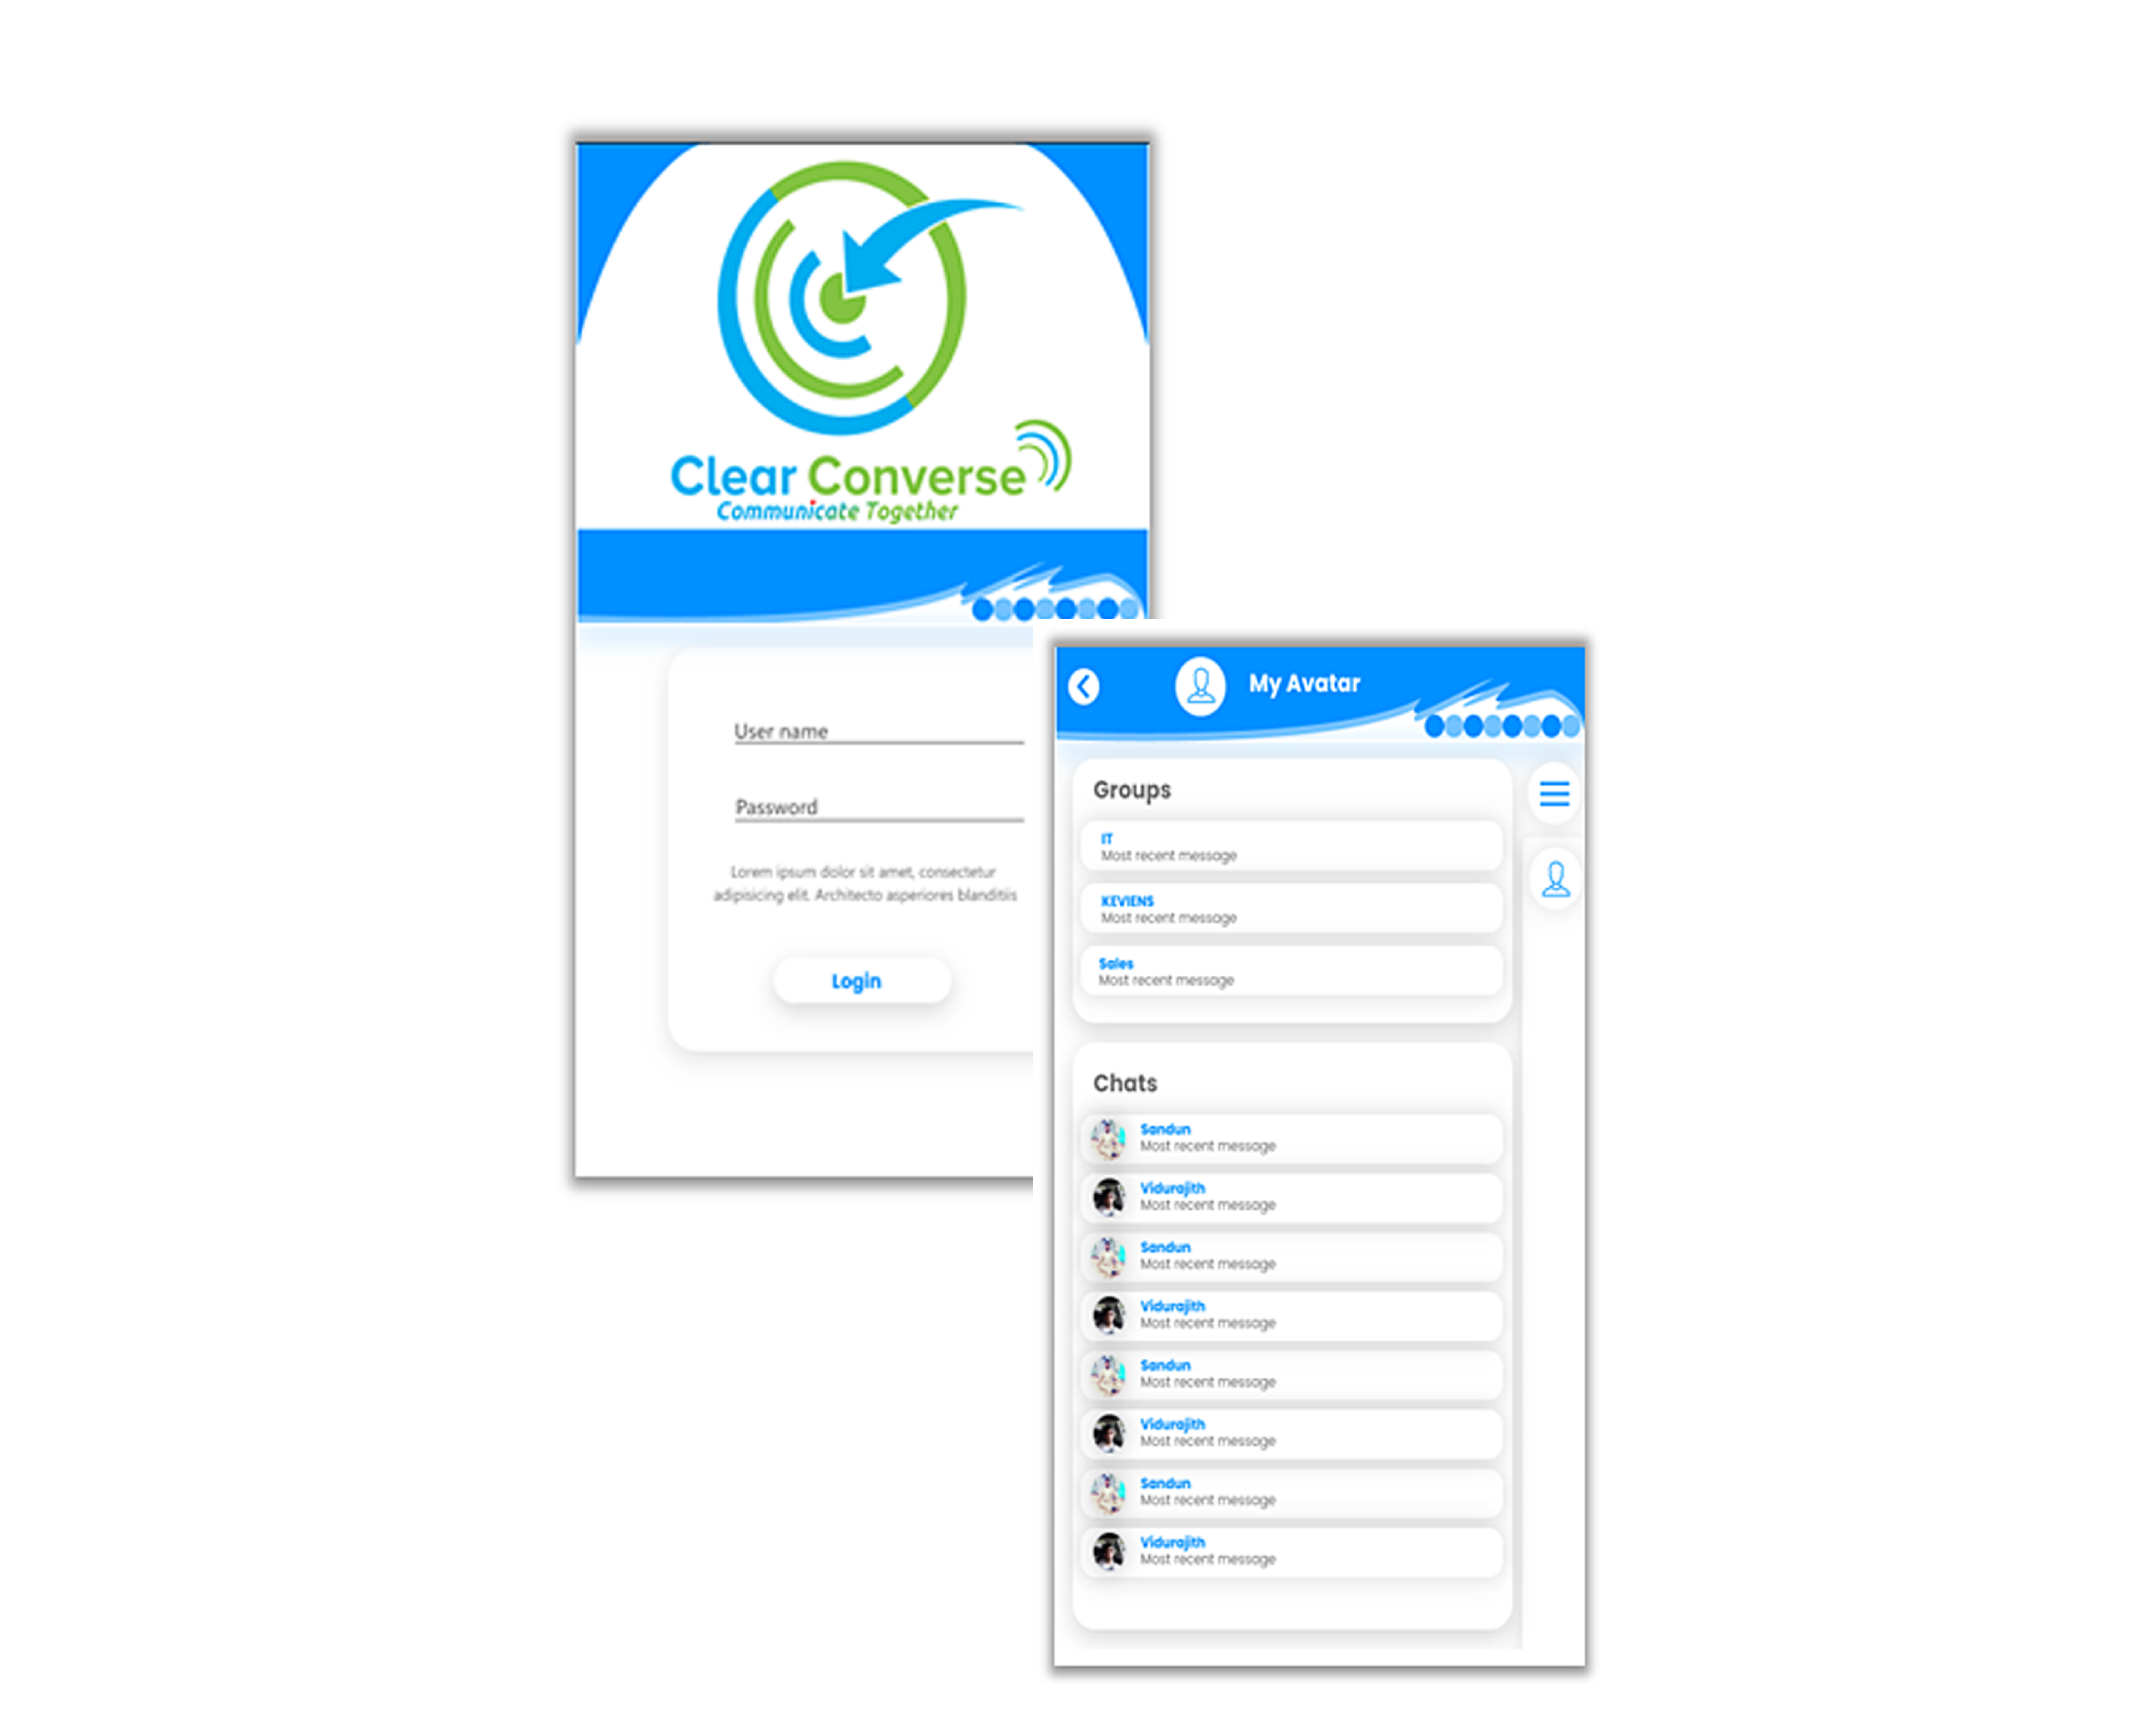 Clear Converse
Communicate Together
User name
Password
Lorem ipsum dolor sit amet, consectetur
adipisicing elit. Architecto asperiores blanditiis
Login
My Avatar
Groups
IT
Most recent message
KEVIENS
Most recent message
Sales
Most recent message
Chats
Sandun
Most recent message
Vidurajith
Most recent message
Sandun
Most recent message
Vidurajith
Most recent message
Sandun
Most recent message
Vidurajith
Most recent message
Sandun
Most recent message
Vidurajith
Most recent message